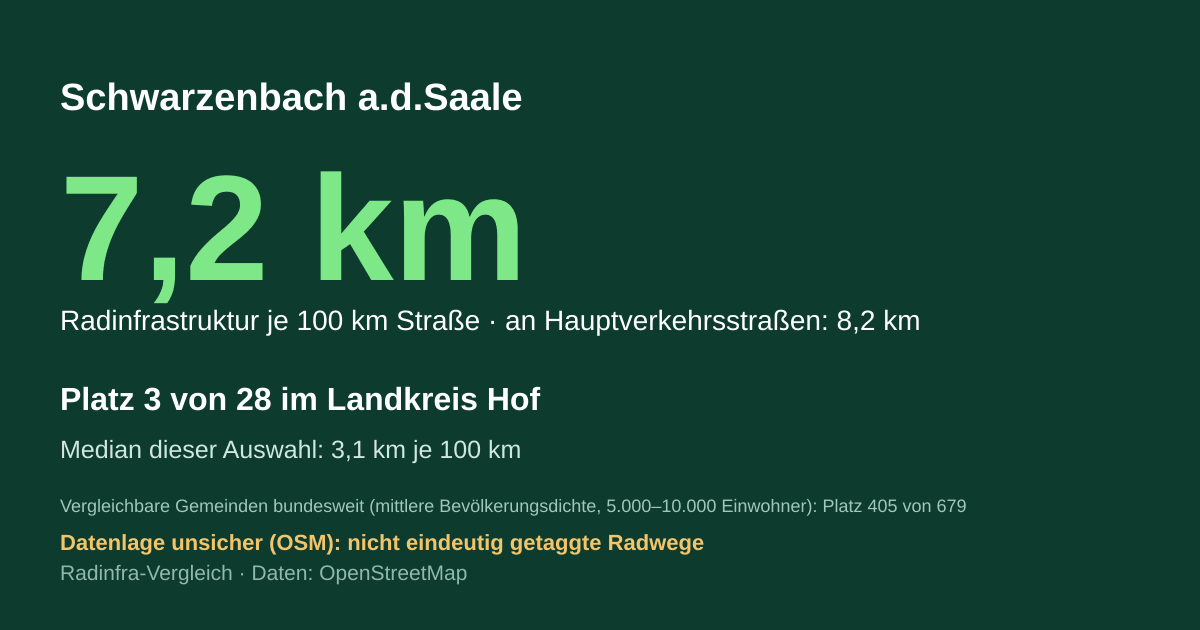 Schwarzenbach a.d.Saale
7,2 km
Radinfrastruktur je 100 km Straße · an Hauptverkehrsstraßen: 8,2 km
Platz 3 von 28 im Landkreis Hof
Median dieser Auswahl: 3,1 km je 100 km
Vergleichbare Gemeinden bundesweit (mittlere Bevölkerungsdichte, 5.000–10.000 Einwohner): Platz 405 von 679
Datenlage unsicher (OSM): nicht eindeutig getaggte Radwege
Radinfra-Vergleich · Daten: OpenStreetMap